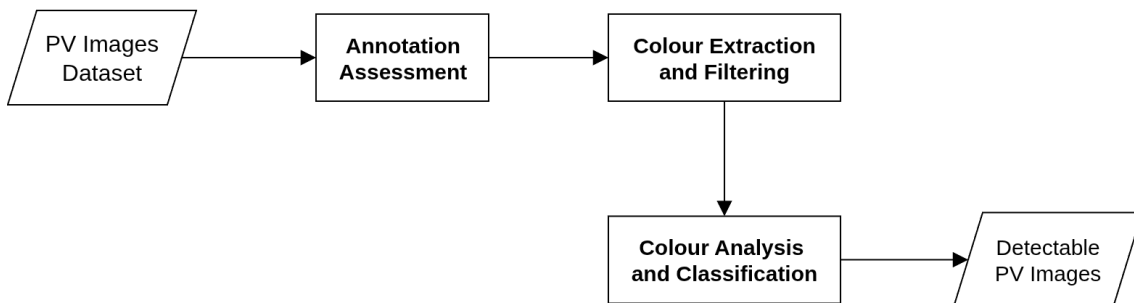 PV Images
Dataset
Annotation
Assessment
Colour Extraction
and Filtering
Colour Analysis
and Classification
Detectable
PV Images